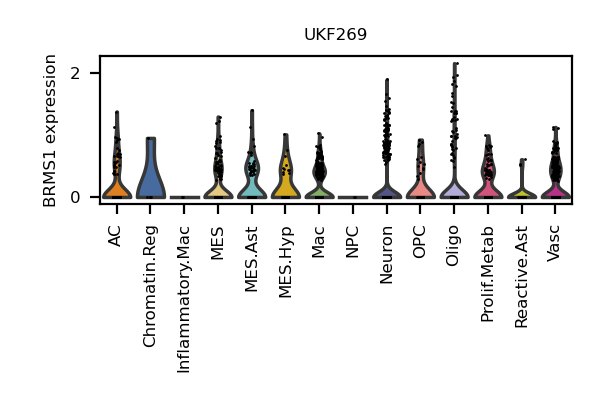 UKF269
BRMS1 expression
2
0
AC
Chromatin.Reg
Inflammatory.Mac
MES
MES.Ast
MES.Hyp
Mac
NPC
Neuron
OPC
Oligo
Prolif.Metab
Reactive.Ast
Vasc